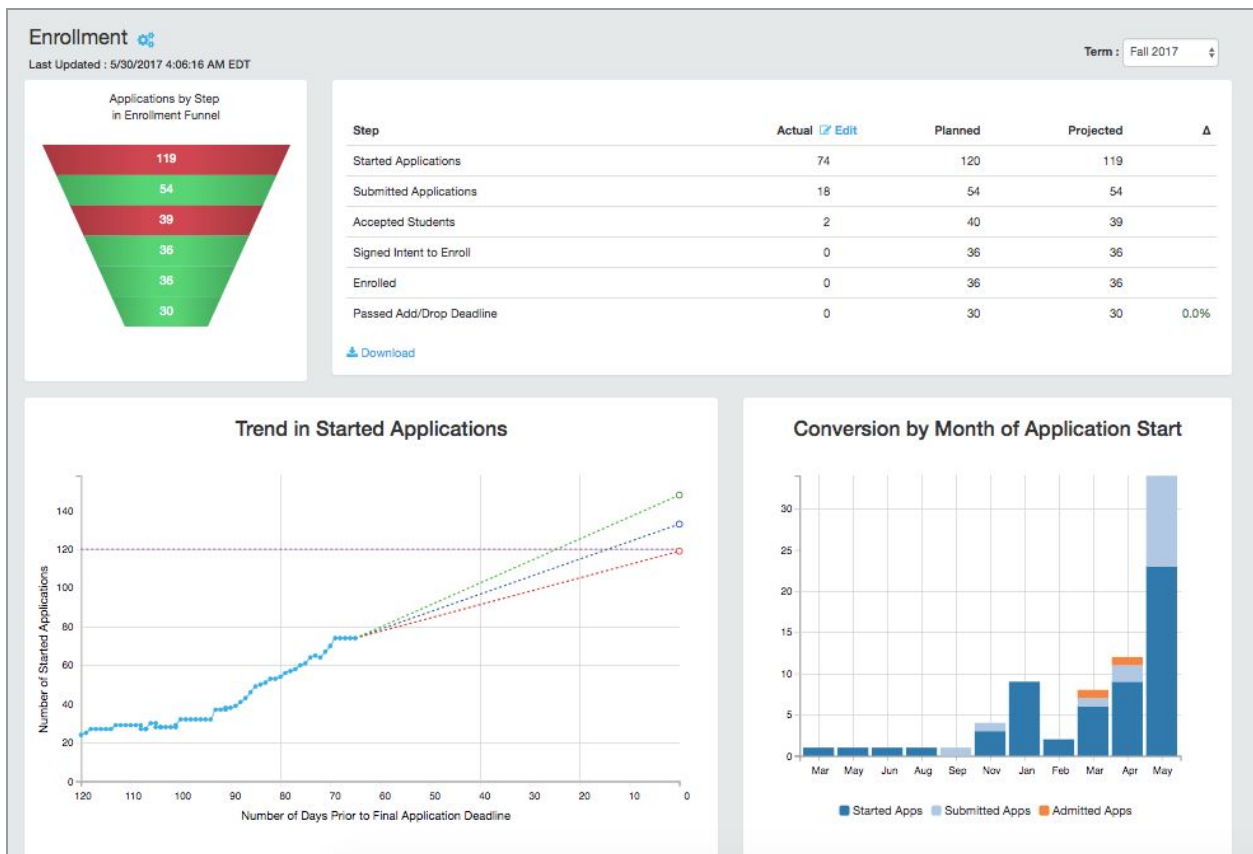 Enrollment
Term : Fall 2017
Last Updated : 5/30/2017 4:06:16 AM EDT
Applications by Step
in Enrollment Funnel
119
54
39
36
36
30
Step Actual Edit Planned Projected Δ
Started Applications 74 120 119
Submitted Applications 18 54 54
Accepted Students 2 40 39
Signed Intent to Enroll 0 36 36
Enrolled 0 36 36
Passed Add/Drop Deadline 0 30 30 0.0%
Download
Trend in Started Applications
Number of Started Applications
140
120
100
80
60
40
20
0
120 110 100 90 80 70 60 50 40 30 20 10 0
Number of Days Prior to Final Application Deadline
Conversion by Month of Application Start
30
25
20
15
10
5
0
Mar May Jun Aug Sep Nov Jan Feb Mar Apr May
Started Apps Submitted Apps Admitted Apps